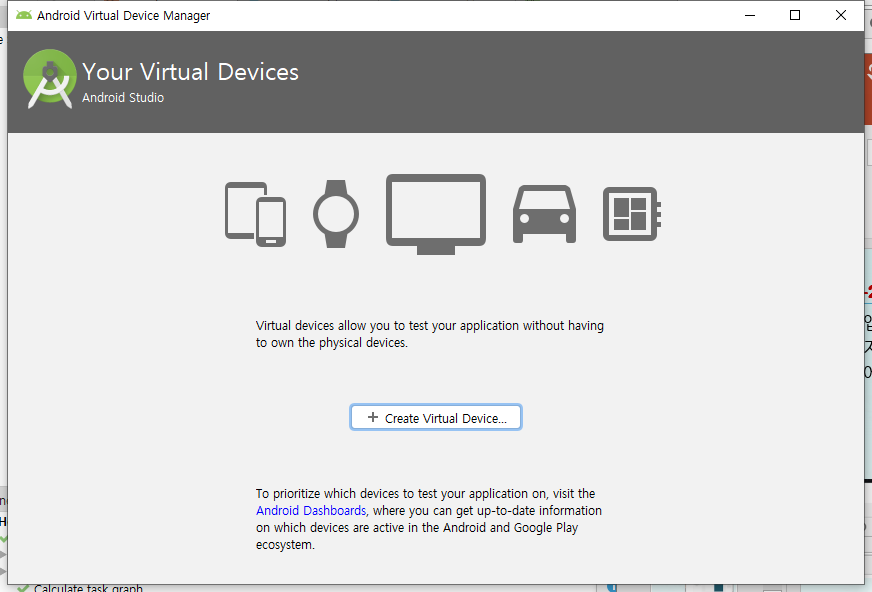 Android Virtual Device Manager
Your Virtual Devices
Android Studio
Virtual devices allow you to test your application without having
to own the physical devices.
+ Create Virtual Device...
To prioritize which devices to test your application on, visit the
Android Dashboards, where you can get up-to-date information
on which devices are active in the Android and Google Play
ecosystem.
Calculate task graph